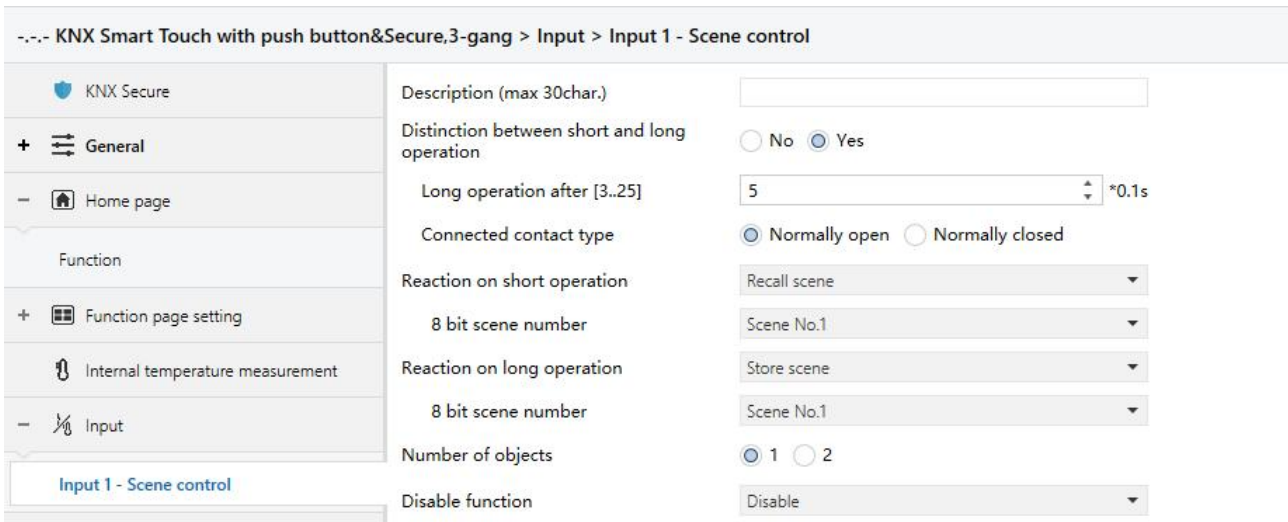 -.-.- KNX Smart Touch with push button&Secure,3-gang > Input > Input 1 - Scene control
KNX Secure
+ General
- Home page
Function
+ Function page setting
Internal temperature measurement
- Input
Input 1 - Scene control
Description (max 30char.)
Distinction between short and long
operation
No Yes
Long operation after [3..25]
5 *0.1s
Connected contact type
Normally open Normally closed
Reaction on short operation
Recall scene
8 bit scene number
Scene No.1
Reaction on long operation
Store scene
8 bit scene number
Scene No.1
Number of objects
1 2
Disable function
Disable